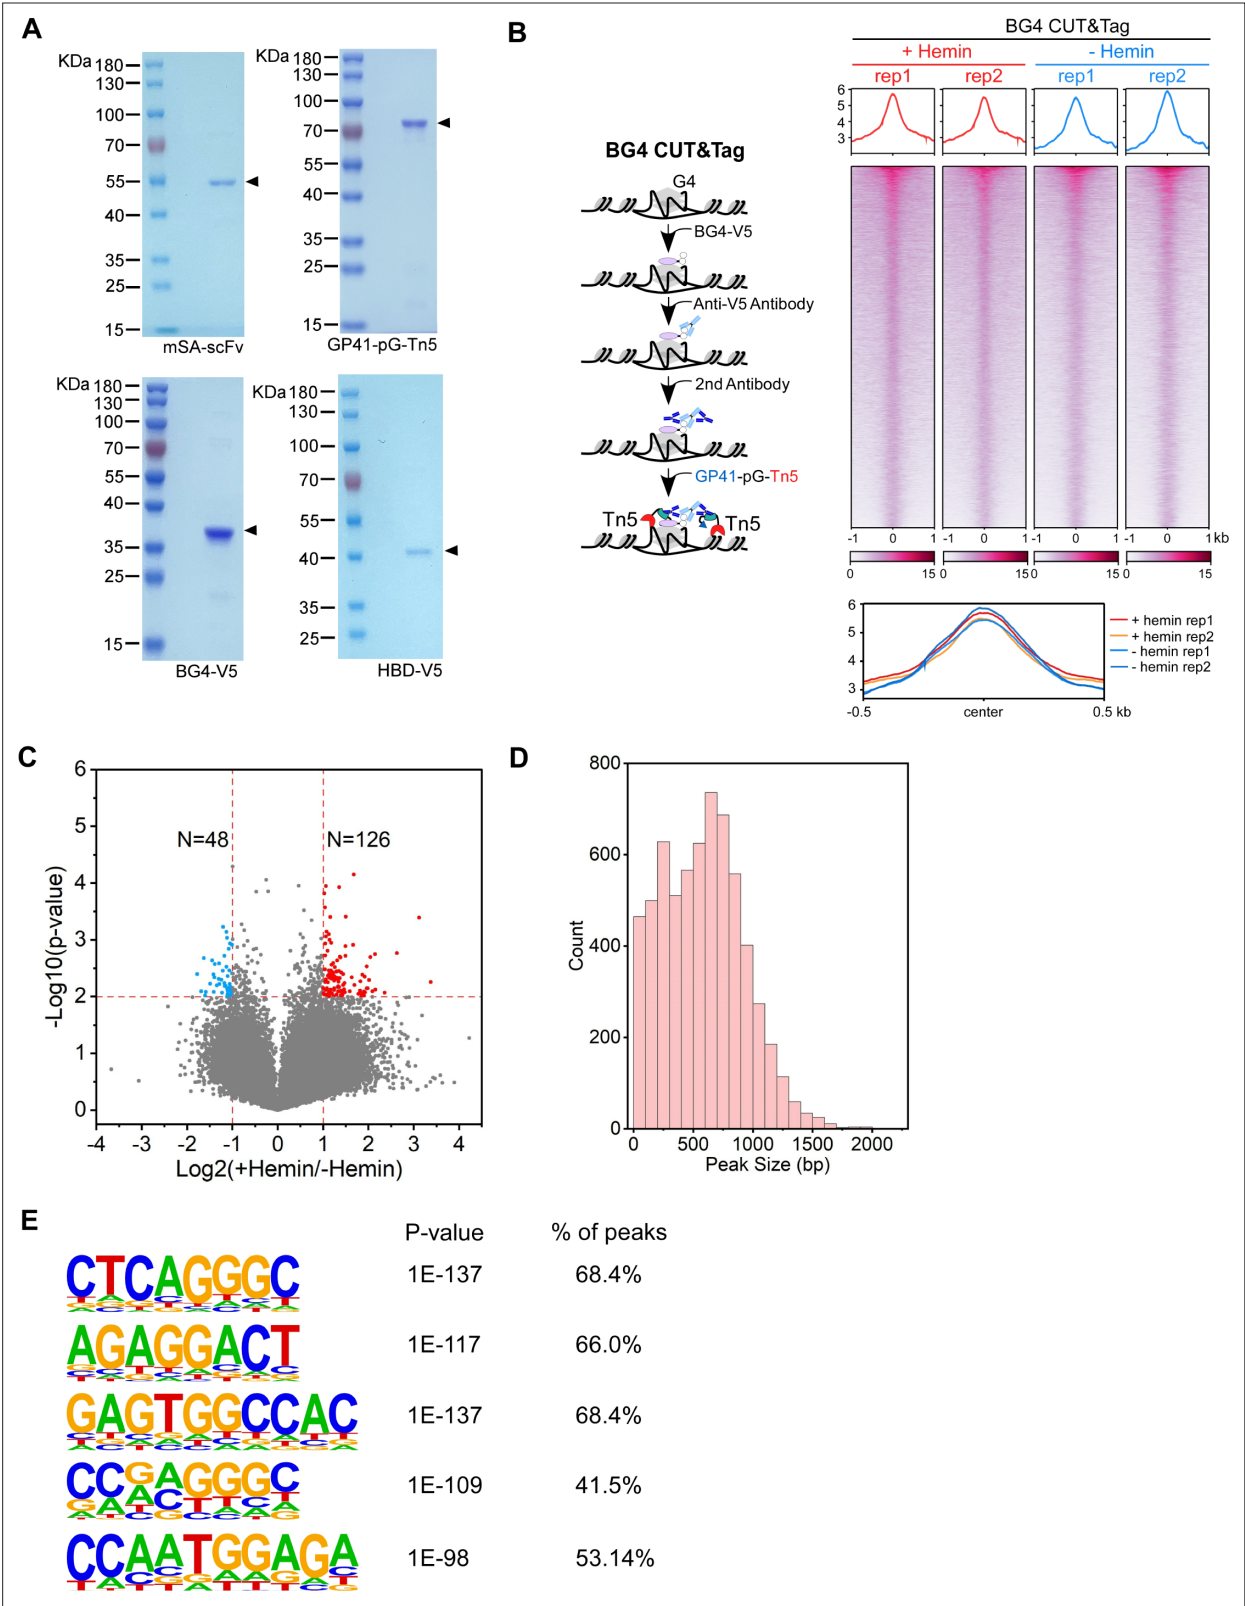 A
KDa 180
130
100
70
55
40
35
25
15
mSA-scFv
KDa 180
130
100
70
55
40
35
25
15
GP41-pG-Tn5
KDa 180
130
100
70
55
40
35
25
15
BG4-V5
KDa 180
130
100
70
55
40
35
25
HBD-V5
B
BG4 CUT&Tag
G4
BG4-V5
Anti-V5 Antibody
2nd Antibody
GP41-pG-Tn5
Tn5 Tn5
BG4 CUT&Tag
+ Hemin - Hemin
rep1 rep2 rep1 rep2
6
5
4
3
-1 0 1 -1 0 1 -1 0 1 -1 0 1 kb
0 15 0 15 0 15 0 15
6
5
4
3
-0.5 center 0.5 kb
+ hemin rep1
+ hemin rep2
- hemin rep1
- hemin rep2
C
6
5
4
3
2
1
0
N=48 N=126
-Log10(p-value)
-4 -3 -2 -1 0 1 2 3 4
Log2(+Hemin/-Hemin)
D
800
600
400
200
0
Count
0 500 1000 1500 2000
Peak Size (bp)
E
P-value % of peaks
CTCAGGGC 1E-137 68.4%
AGAGGACT 1E-117 66.0%
GAGTGGCCAC 1E-137 68.4%
CCGAGGGC 1E-109 41.5%
CCAATGGAGA 1E-98 53.14%